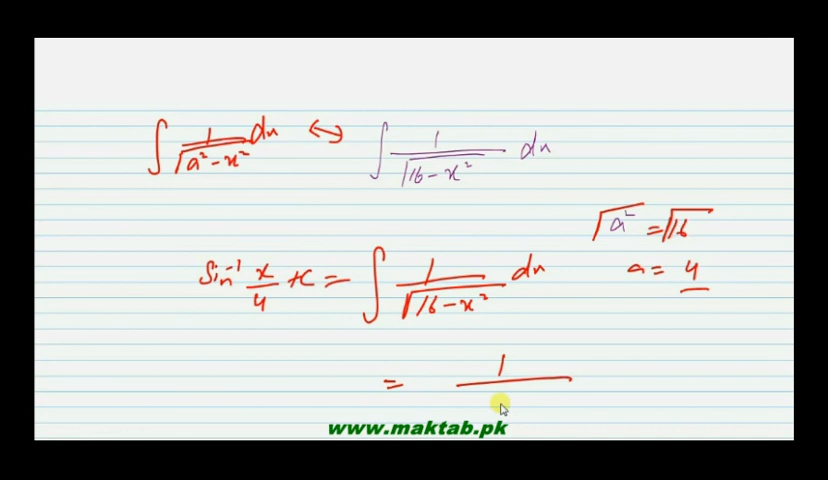 ∫ 1/√(a² - x²) dx ↔ ∫ 1/√(16 - x²) dx
√a² = √16
a = 4
Sin⁻¹ x/4 + c = ∫ 1/√(16 - x²) dx
= 1
www.maktab.pk